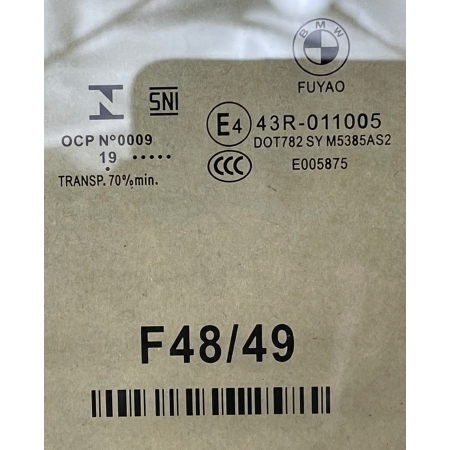 BMW
FUYAO
N
SNI
E4 43R-011005
OCP N°0009
DOT782 SY M5385AS2
19 .....
CCC
E005875
TRANSP. 70% min.
F48/49